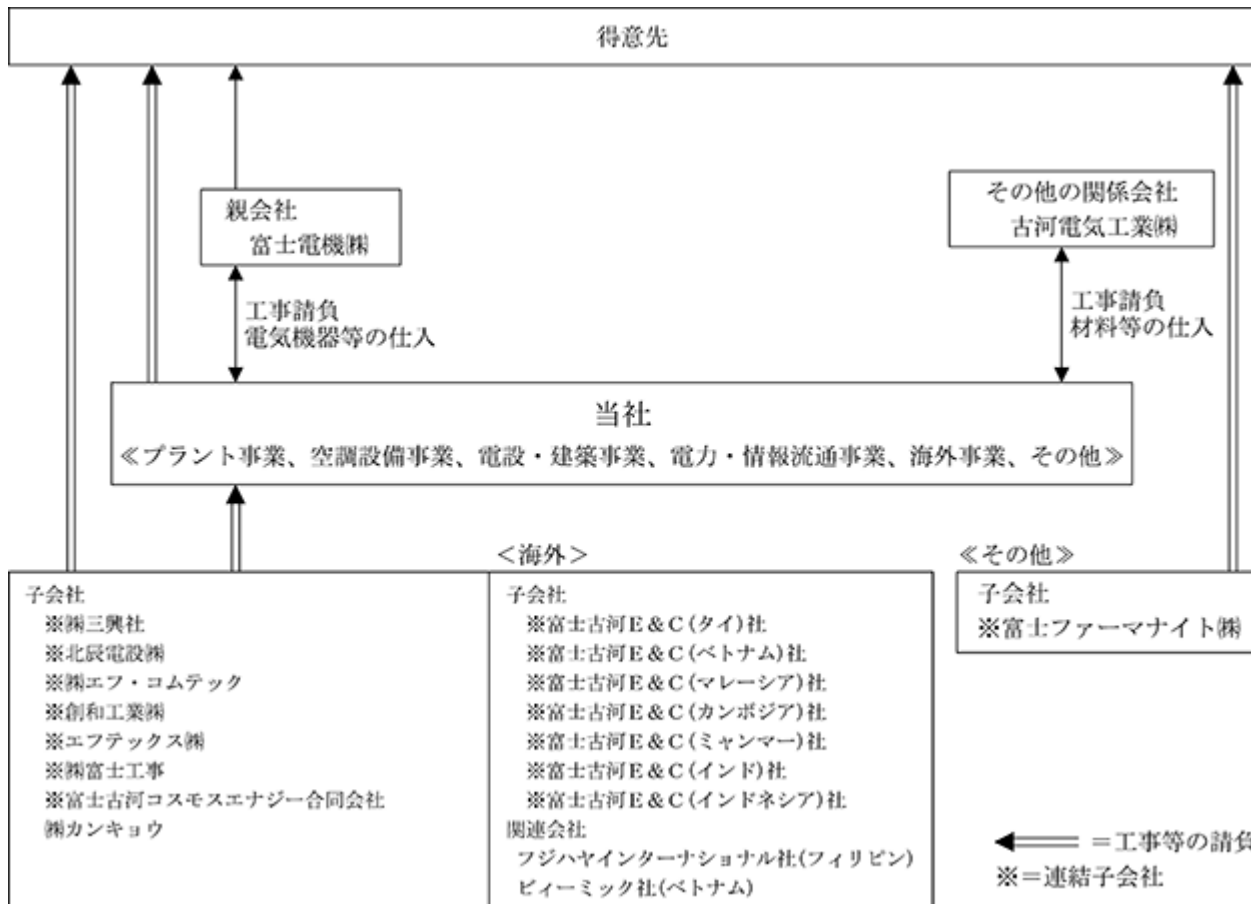 得意先
親会社
富士電機㈱
その他の関係会社
古河電気工業㈱
工事請負
電気機器等の仕入
工事請負
材料等の仕入
当社
≪プラント事業、空調設備事業、電設・建築事業、電力・情報流通事業、海外事業、その他≫
子会社
※㈱三興社
※北辰電設㈱
※㈱エフ・コムテック
※創和工業㈱
※エフテックス㈱
※㈱富士工事
※富士古河コスモスエナジー合同会社
㈱カンキョウ
＜海外＞
子会社
※富士古河E＆C(タイ)社
※富士古河E＆C(ベトナム)社
※富士古河E＆C(マレーシア)社
※富士古河E＆C(カンボジア)社
※富士古河E＆C(ミャンマー)社
※富士古河E＆C(インド)社
※富士古河E＆C(インドネシア)社
関連会社
フジハヤインターナショナル社(フィリピン)
ビィーミック社(ベトナム)
≪その他≫
子会社
※富士ファーマナイト㈱
＝工事等の請負
※＝連結子会社